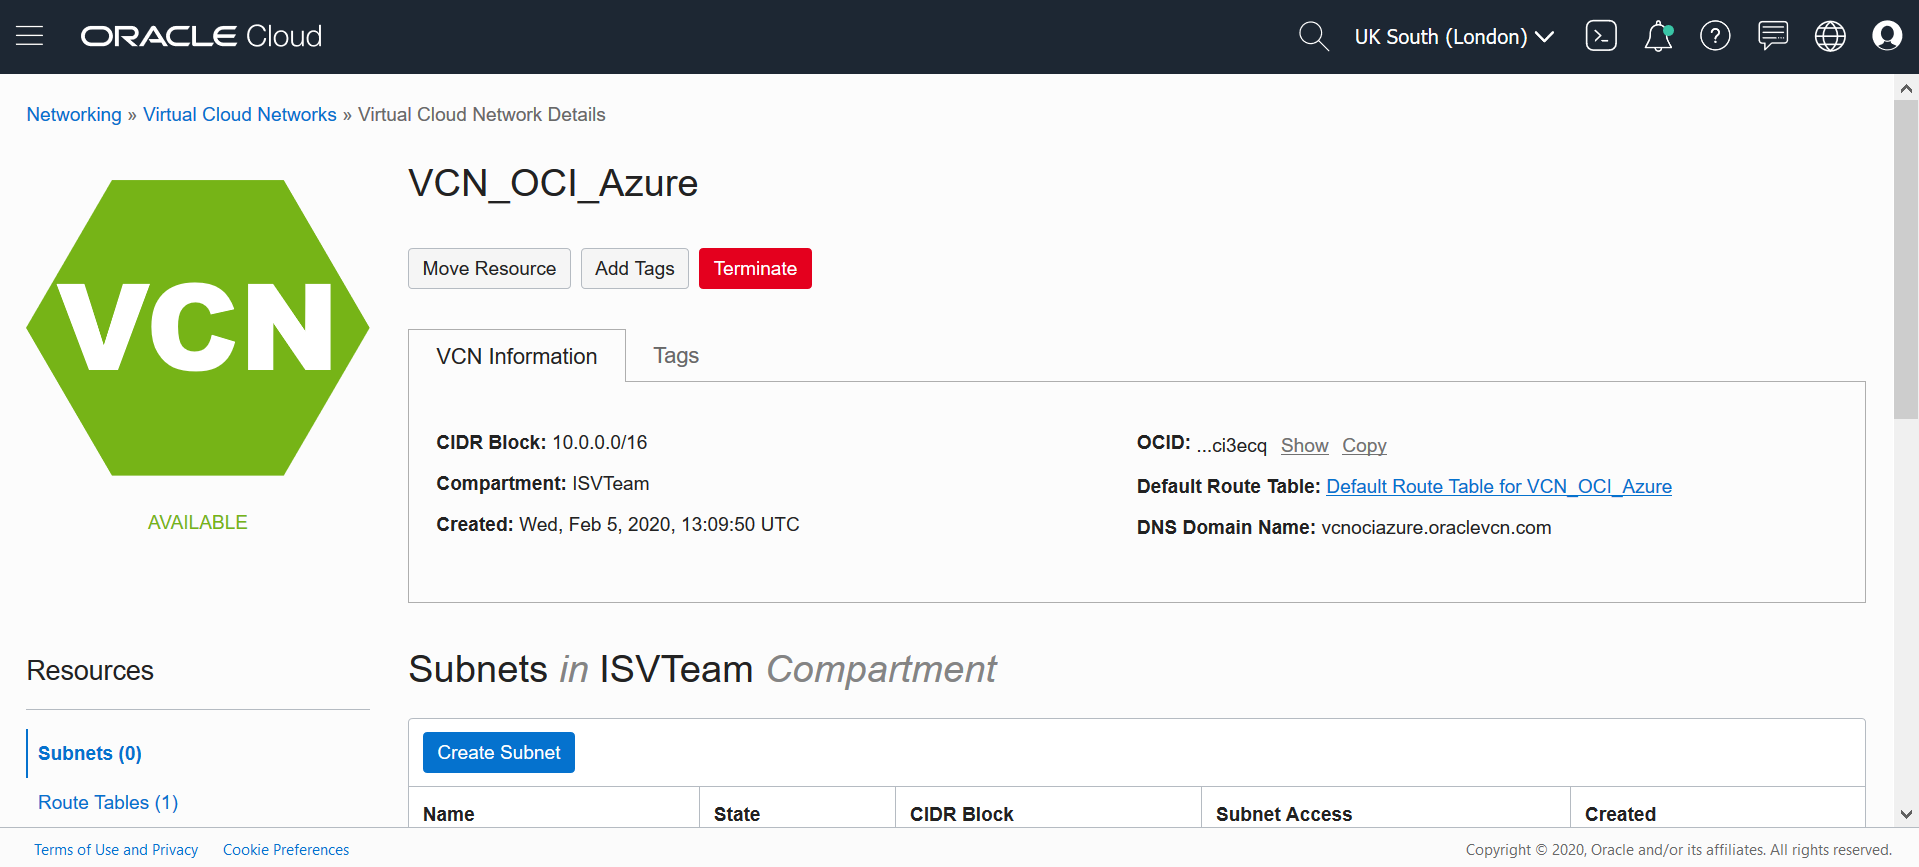 ORACLE Cloud
UK South (London)
Networking » Virtual Cloud Networks » Virtual Cloud Network Details
VCN
AVAILABLE
VCN_OCI_Azure
Move Resource Add Tags Terminate
VCN Information Tags
CIDR Block: 10.0.0.0/16
Compartment: ISVTeam
Created: Wed, Feb 5, 2020, 13:09:50 UTC
OCID: ...ci3ecq Show Copy
Default Route Table: Default Route Table for VCN_OCI_Azure
DNS Domain Name: vcnociazure.oraclevcn.com
Resources
Subnets (0)
Route Tables (1)
Subnets in ISVTeam Compartment
Create Subnet
Name State CIDR Block Subnet Access Created
Terms of Use and Privacy Cookie Preferences
Copyright © 2020, Oracle and/or its affiliates. All rights reserved.